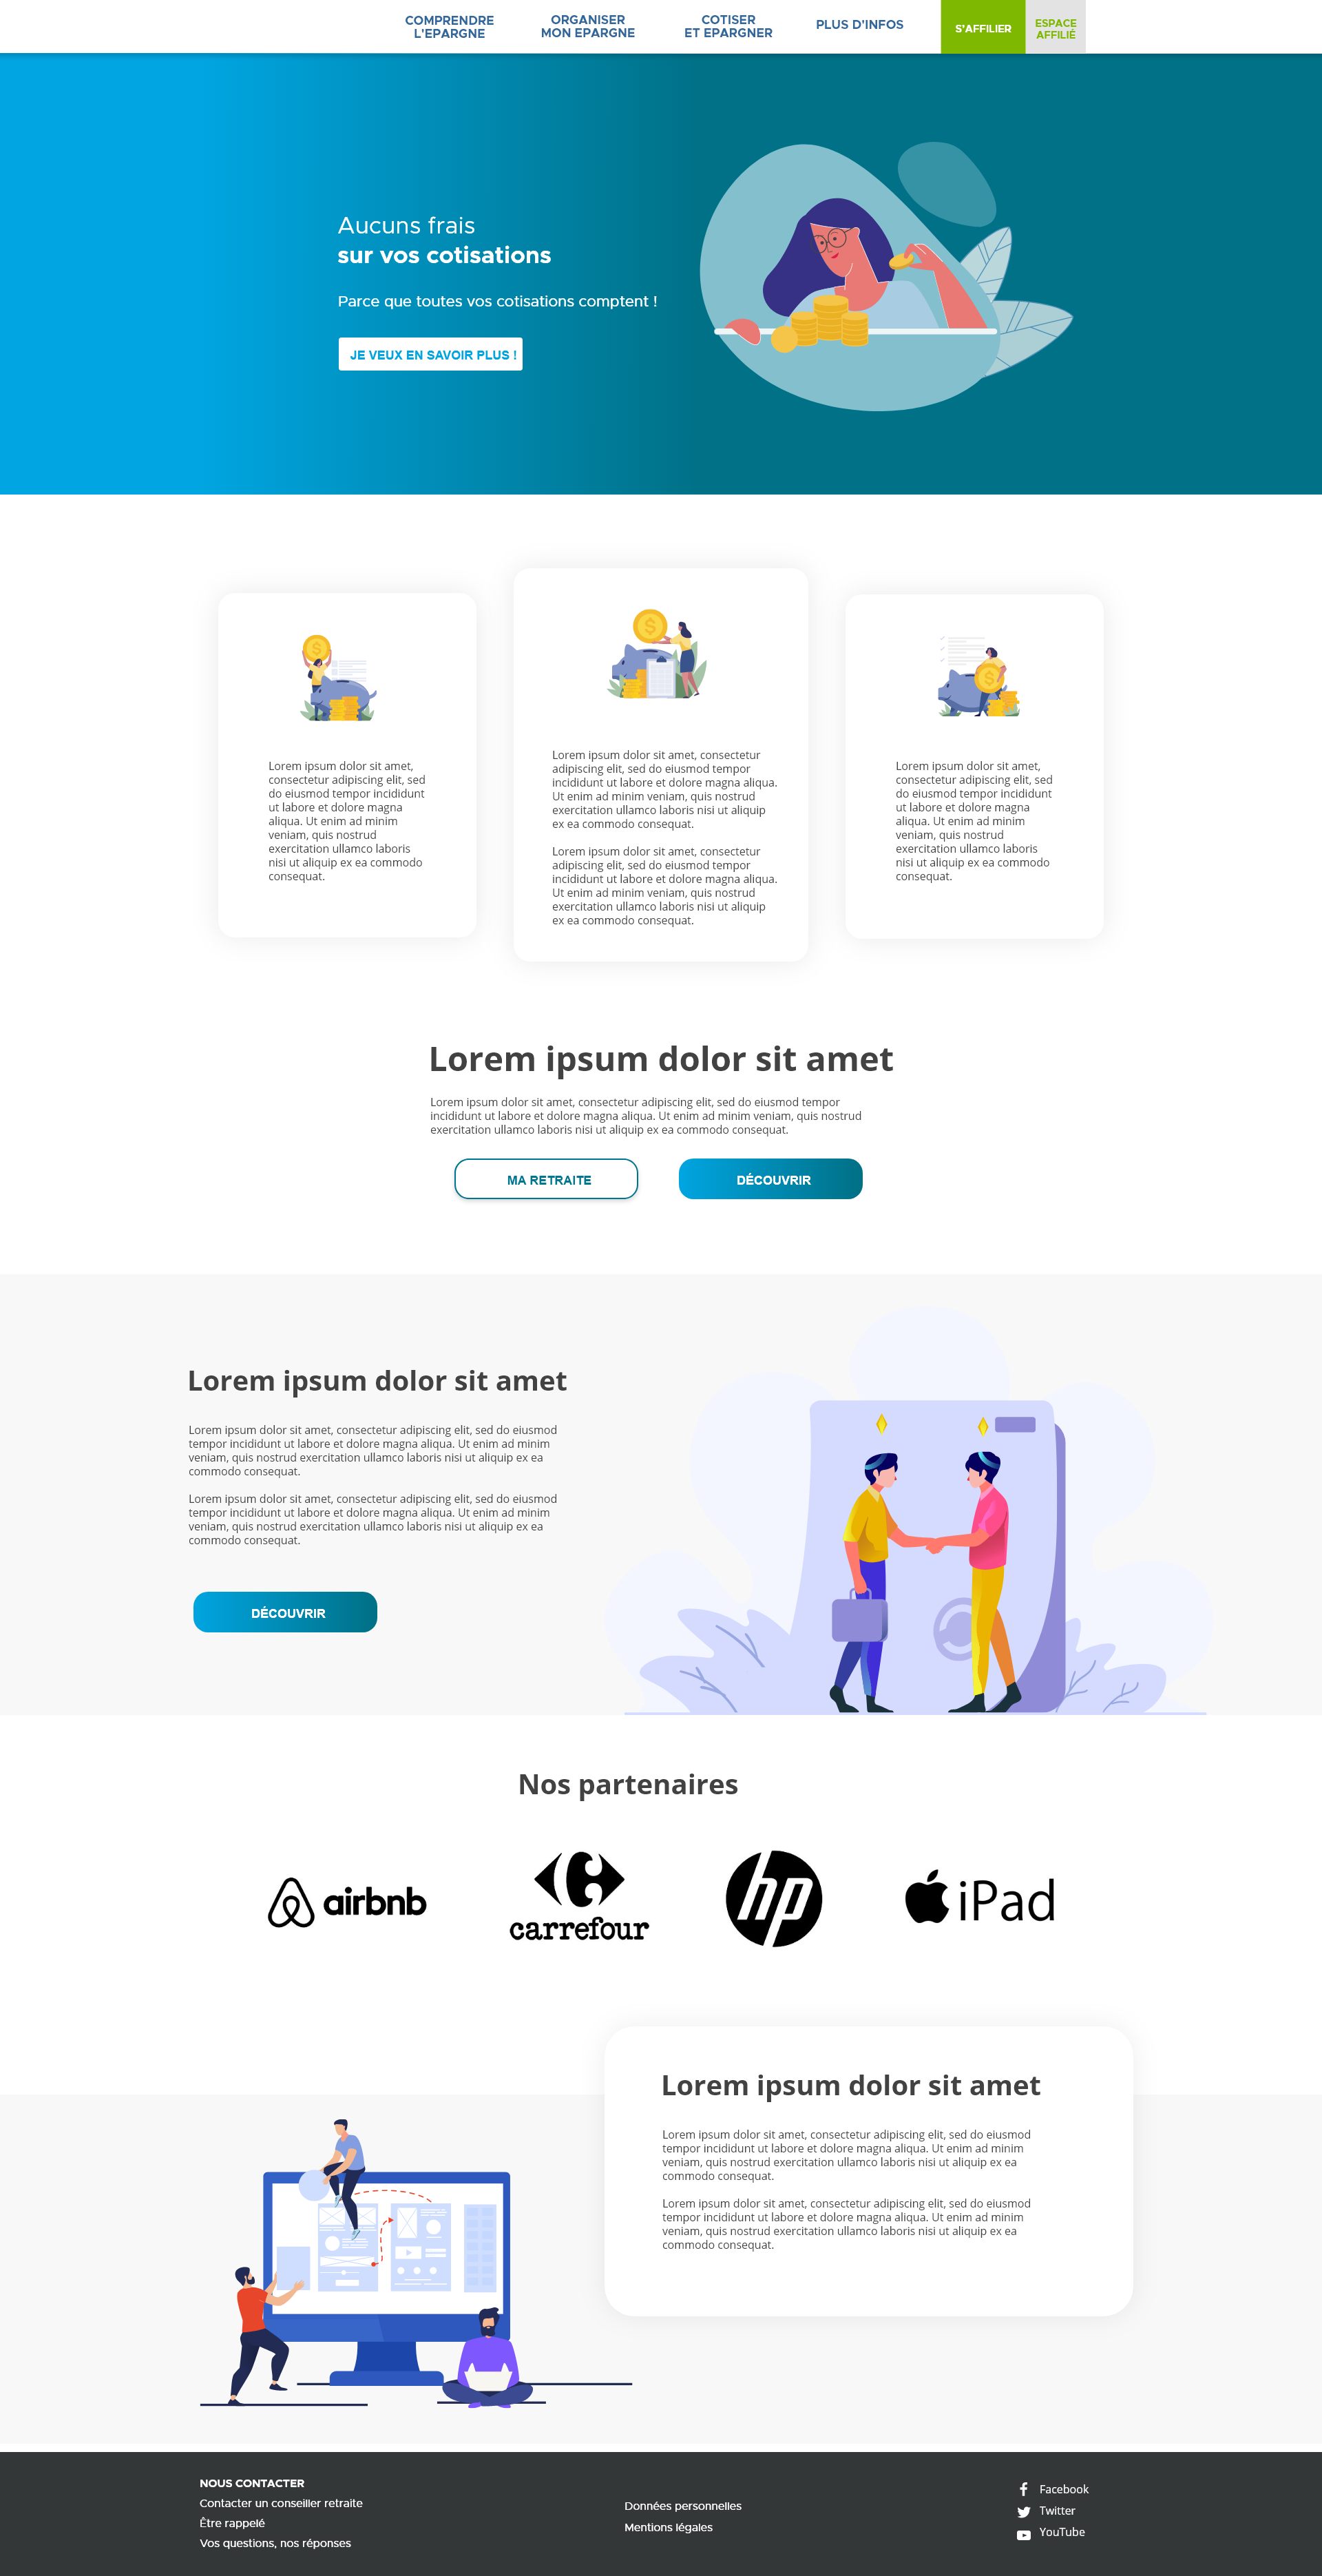 COMPRENDRE
L'EPARGNE
ORGANISER
MON EPARGNE
COTISER
ET EPARGNER
PLUS D'INFOS
S'AFFILIER
ESPACE
AFFILIÉ
Aucuns frais
sur vos cotisations
Parce que toutes vos cotisations comptent !
JE VEUX EN SAVOIR PLUS !
Lorem ipsum dolor sit amet,
consectetur adipiscing elit, sed
do eiusmod tempor incididunt
ut labore et dolore magna
aliqua. Ut enim ad minim
veniam, quis nostrud
exercitation ullamco laboris
nisi ut aliquip ex ea commodo
consequat.
Lorem ipsum dolor sit amet, consectetur
adipiscing elit, sed do eiusmod tempor
incididunt ut labore et dolore magna aliqua.
Ut enim ad minim veniam, quis nostrud
exercitation ullamco laboris nisi ut aliquip
ex ea commodo consequat.
Lorem ipsum dolor sit amet, consectetur
adipiscing elit, sed do eiusmod tempor
incididunt ut labore et dolore magna aliqua.
Ut enim ad minim veniam, quis nostrud
exercitation ullamco laboris nisi ut aliquip
ex ea commodo consequat.
Lorem ipsum dolor sit amet,
consectetur adipiscing elit, sed
do eiusmod tempor incididunt
ut labore et dolore magna
aliqua. Ut enim ad minim
veniam, quis nostrud
exercitation ullamco laboris
nisi ut aliquip ex ea commodo
consequat.
Lorem ipsum dolor sit amet
Lorem ipsum dolor sit amet, consectetur adipiscing elit, sed do eiusmod tempor
incididunt ut labore et dolore magna aliqua. Ut enim ad minim veniam, quis nostrud
exercitation ullamco laboris nisi ut aliquip ex ea commodo consequat.
MA RETRAITE
DÉCOUVRIR
Lorem ipsum dolor sit amet
Lorem ipsum dolor sit amet, consectetur adipiscing elit, sed do eiusmod
tempor incididunt ut labore et dolore magna aliqua. Ut enim ad minim
veniam, quis nostrud exercitation ullamco laboris nisi ut aliquip ex ea
commodo consequat.
Lorem ipsum dolor sit amet, consectetur adipiscing elit, sed do eiusmod
tempor incididunt ut labore et dolore magna aliqua. Ut enim ad minim
veniam, quis nostrud exercitation ullamco laboris nisi ut aliquip ex ea
commodo consequat.
DÉCOUVRIR
Nos partenaires
airbnb
carrefour
hp
iPad
Lorem ipsum dolor sit amet
Lorem ipsum dolor sit amet, consectetur adipiscing elit, sed do eiusmod
tempor incididunt ut labore et dolore magna aliqua. Ut enim ad minim
veniam, quis nostrud exercitation ullamco laboris nisi ut aliquip ex ea
commodo consequat.
Lorem ipsum dolor sit amet, consectetur adipiscing elit, sed do eiusmod
tempor incididunt ut labore et dolore magna aliqua. Ut enim ad minim
veniam, quis nostrud exercitation ullamco laboris nisi ut aliquip ex ea
commodo consequat.
NOUS CONTACTER
Contacter un conseiller retraite
Être rappelé
Vos questions, nos réponses
Données personnelles
Mentions légales
Facebook
Twitter
YouTube